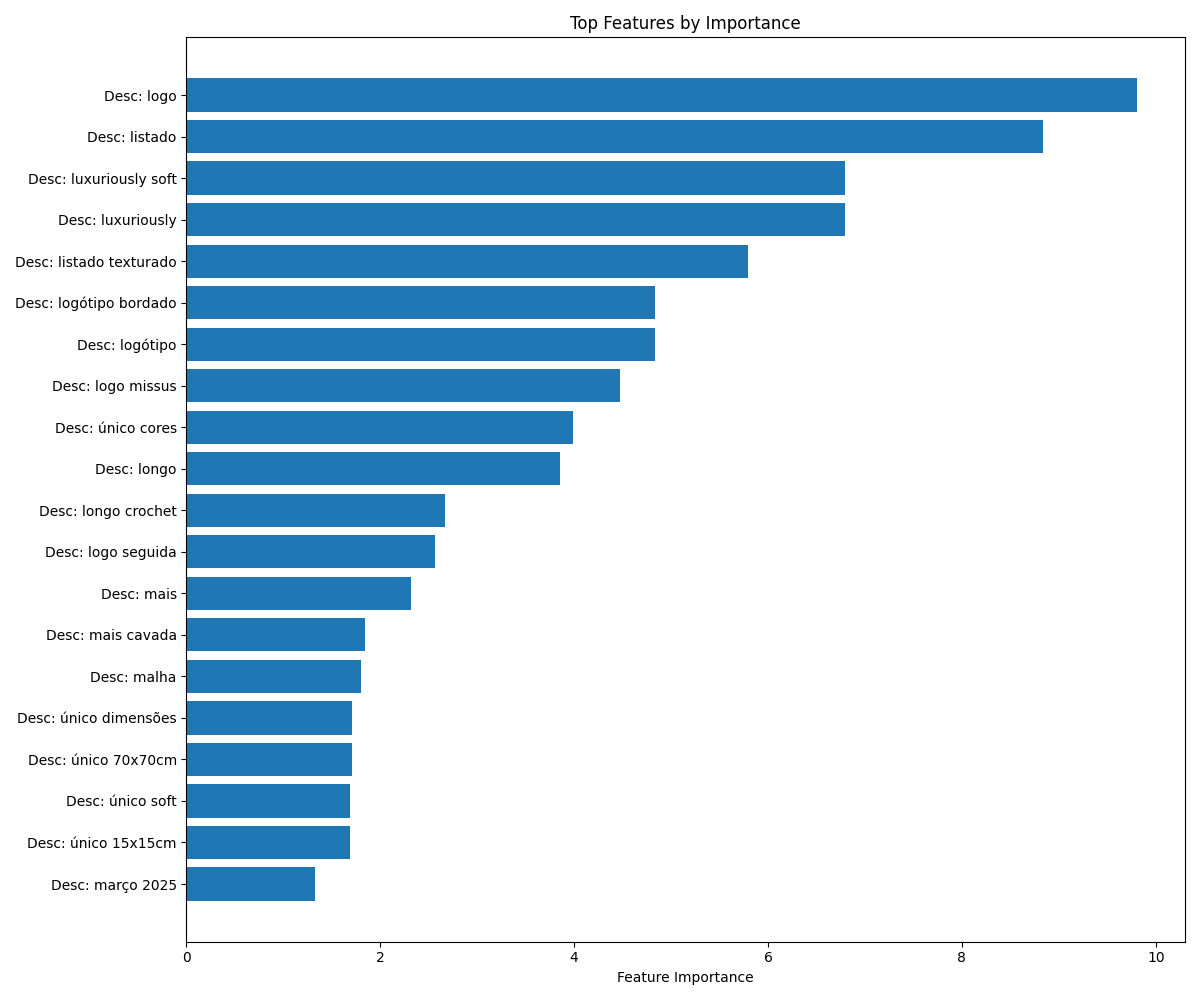 Top Features by Importance
Desc: logo
Desc: listado
Desc: luxuriously soft
Desc: luxuriously
Desc: listado texturado
Desc: logótipo bordado
Desc: logótipo
Desc: logo missus
Desc: único cores
Desc: longo
Desc: longo crochet
Desc: logo seguida
Desc: mais
Desc: mais cavada
Desc: malha
Desc: único dimensões
Desc: único 70x70cm
Desc: único soft
Desc: único 15x15cm
Desc: março 2025
0 2 4 6 8 10
Feature Importance